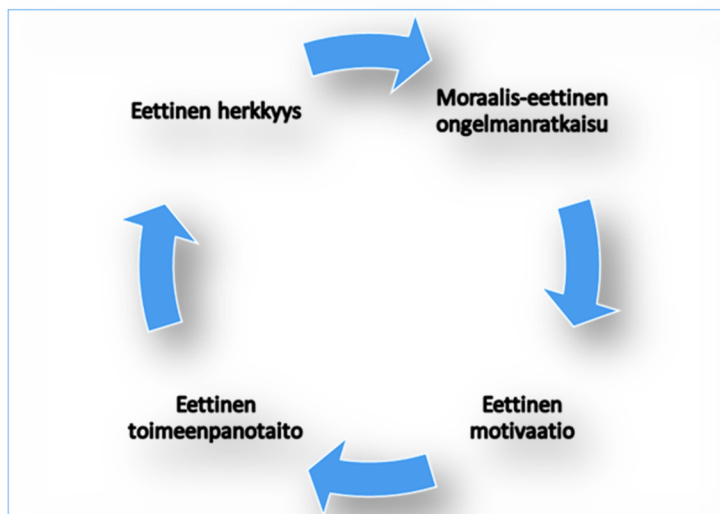 Eettinen herkkyys
Moraalis-eettinen
ongelmanratkaisu
Eettinen
motivaatio
Eettinen
toimeenpanotaito